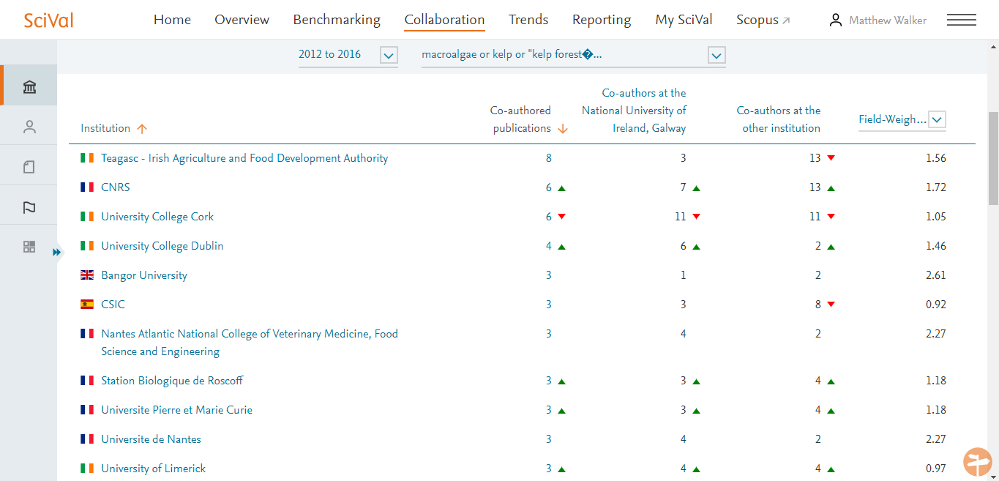 SciVal Home Overview Benchmarking Collaboration Trends Reporting My SciVal Scopus Matthew Walker
2012 to 2016 macroalgae or kelp or "kelp forest�...
Institution
Co-authored
publications
Co-authors at the
National University of
Ireland, Galway
Co-authors at the
other institution
Field-Weigh...
Teagasc - Irish Agriculture and Food Development Authority 8 3 13 1.56
CNRS 6 7 13 1.72
University College Cork 6 11 11 1.05
University College Dublin 4 6 2 1.46
Bangor University 3 1 2 2.61
CSIC 3 3 8 0.92
Nantes Atlantic National College of Veterinary Medicine, Food 3 4 2 2.27
Science and Engineering
Station Biologique de Roscoff 3 3 4 1.18
Universite Pierre et Marie Curie 3 3 4 1.18
Universite de Nantes 3 4 2 2.27
University of Limerick 3 4 4 0.97